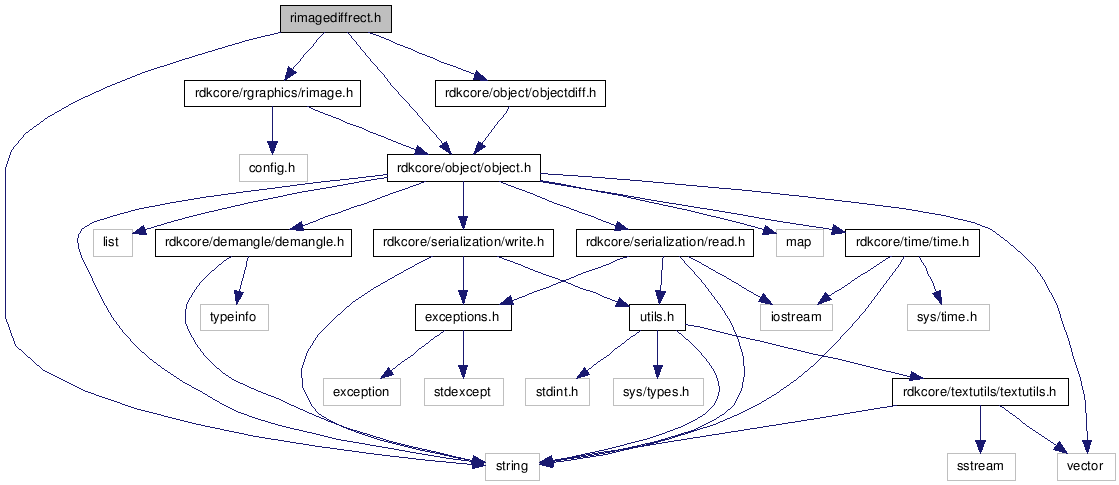 rimagediffrect.h
rdkcore/rgraphics/rimage.h
rdkcore/object/objectdiff.h
config.h
rdkcore/object/object.h
list
rdkcore/demangle/demangle.h
rdkcore/serialization/write.h
rdkcore/serialization/read.h
map
rdkcore/time/time.h
typeinfo
exceptions.h
utils.h
iostream
sys/time.h
exception
stdexcept
stdint.h
sys/types.h
rdkcore/textutils/textutils.h
string
sstream
vector